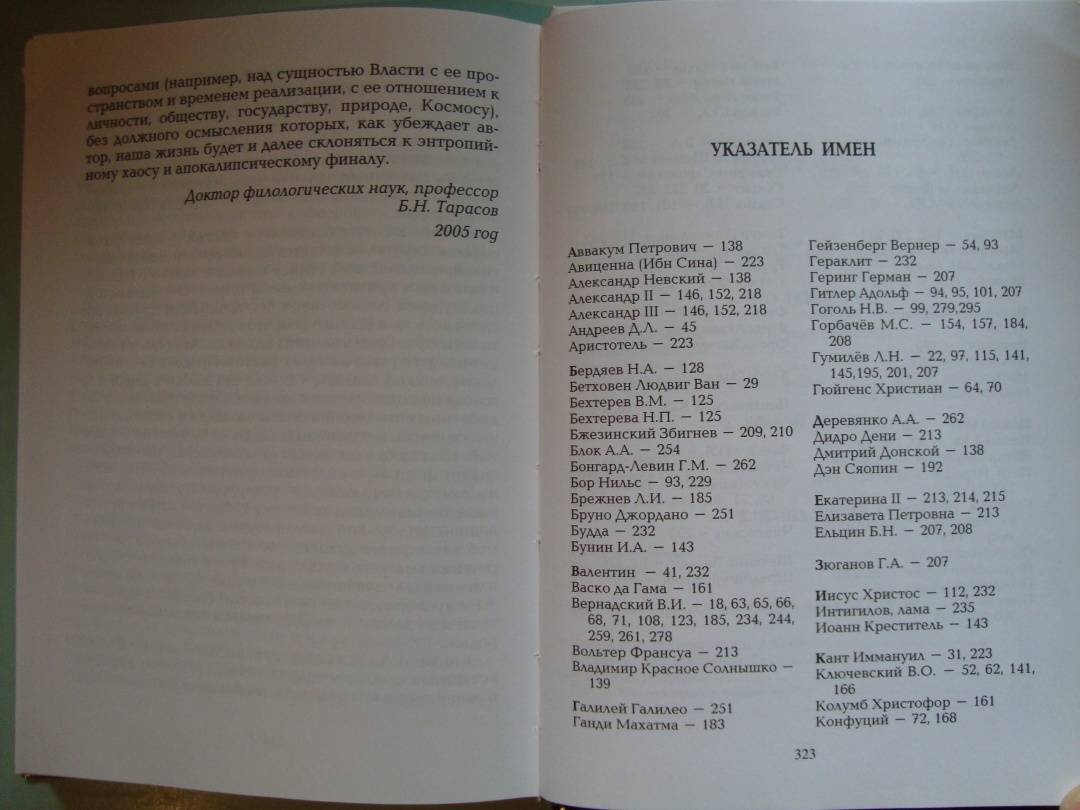 вопросами (например, над сущностью Власти с ее про-
странством и временем реализации, с ее отношением к
личности, обществу, государству, природе, Космосу),
без должного осмысления которых, как убеждает ав-
тор, наша жизнь будет и далее склоняться к энтропий-
ному хаосу и апокалипсическому финалу.
Доктор филологических наук, профессор
Б.Н. Тарасов
2005 год
УКАЗАТЕЛЬ ИМЕН
Аввакум Петрович – 138
Авиценна (Ибн Сина) – 223
Александр Невский – 138
Александр II – 146, 152, 218
Александр III – 146, 152, 218
Андреев Д.Л. – 45
Аристотель – 223
Бердяев Н.А. – 128
Бетховен Людвиг Ван – 29
Бехтерев В.М. – 125
Бехтерева Н.П. – 125
Бжезинский Збигнев – 209, 210
Блок А.А. – 254
Бонгард-Левин Г.М. – 262
Бор Нильс – 93, 229
Брежнев Л.И. – 185
Бруно Джордано – 251
Будда – 232
Бунин И.А. – 143
Валентин – 41, 232
Васко да Гама – 161
Вернадский В.И. – 18, 63, 65, 66,
68, 71, 108, 123, 185, 234, 244,
259, 261, 278
Вольтер Франсуа – 213
Владимир Красное Солнышко –
139
Галилей Галилео – 251
Ганди Махатма – 183
Гейзенберг Вернер – 54, 93
Гераклит – 232
Геринг Герман – 207
Гитлер Адольф – 94, 95, 101, 207
Гоголь Н.В. – 99, 279,295
Горбачёв М.С. – 154, 157, 184,
208
Гумилёв Л.Н. – 22, 97, 115, 141,
145,195, 201, 207
Гюйгенс Христиан – 64, 70
Деревянко А.А. – 262
Дидро Дени – 213
Дмитрий Донской – 138
Дэн Сяопин – 192
Екатерина II – 213, 214, 215
Елизавета Петровна – 213
Ельцин Б.Н. – 207, 208
Зюганов Г.А. – 207
Иисус Христос – 112, 232
Интигилов, лама – 235
Иоанн Креститель – 143
Кант Иммануил – 31, 223
Ключевский В.О. – 52, 62, 141,
166
Колумб Христофор – 161
Конфуций – 72, 168
323